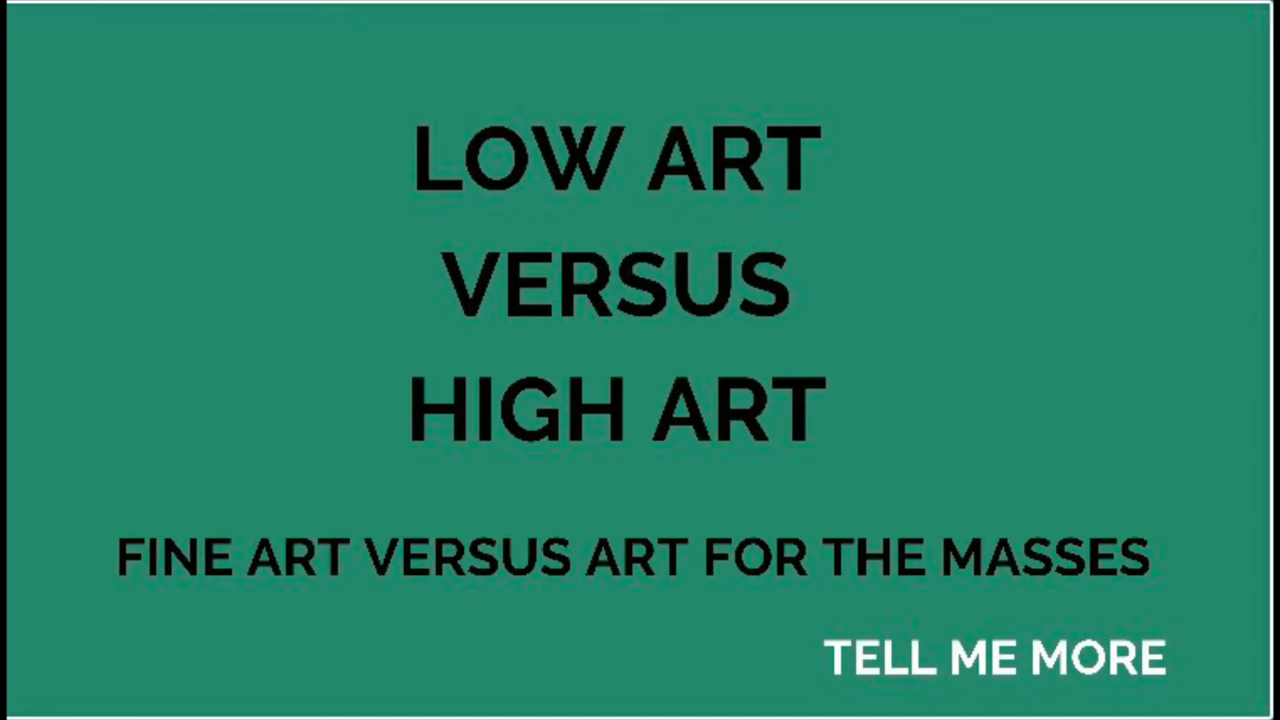 LOW ART
VERSUS
HIGH ART
FINE ART VERSUS ART FOR THE MASSES
TELL ME MORE